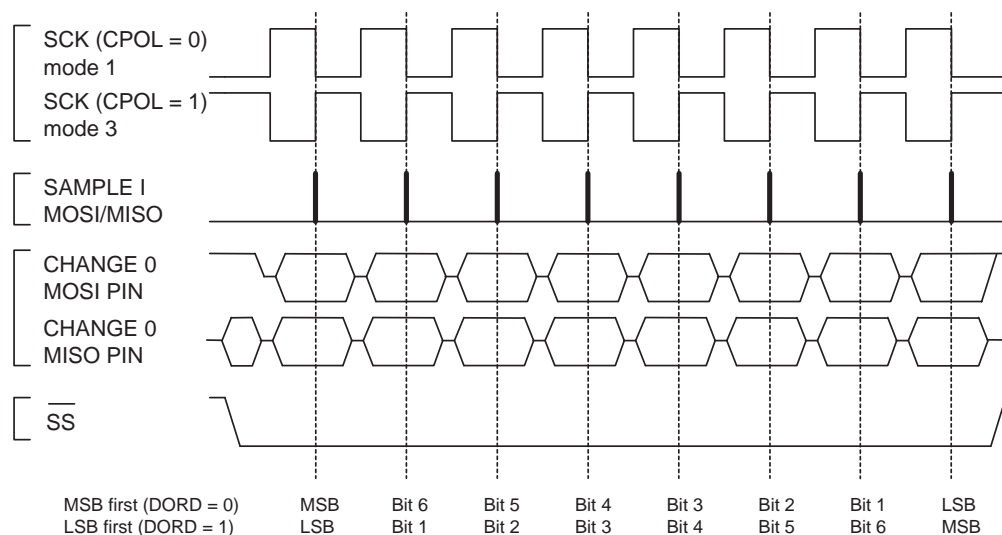 SCK (CPOL = 0)
mode 1
SCK (CPOL = 1)
mode 3
SAMPLE I
MOSI/MISO
CHANGE 0
MOSI PIN
CHANGE 0
MISO PIN
SS
MSB first (DORD = 0) MSB Bit 6 Bit 5 Bit 4 Bit 3 Bit 2 Bit 1 LSB
LSB first (DORD = 1) LSB Bit 1 Bit 2 Bit 3 Bit 4 Bit 5 Bit 6 MSB